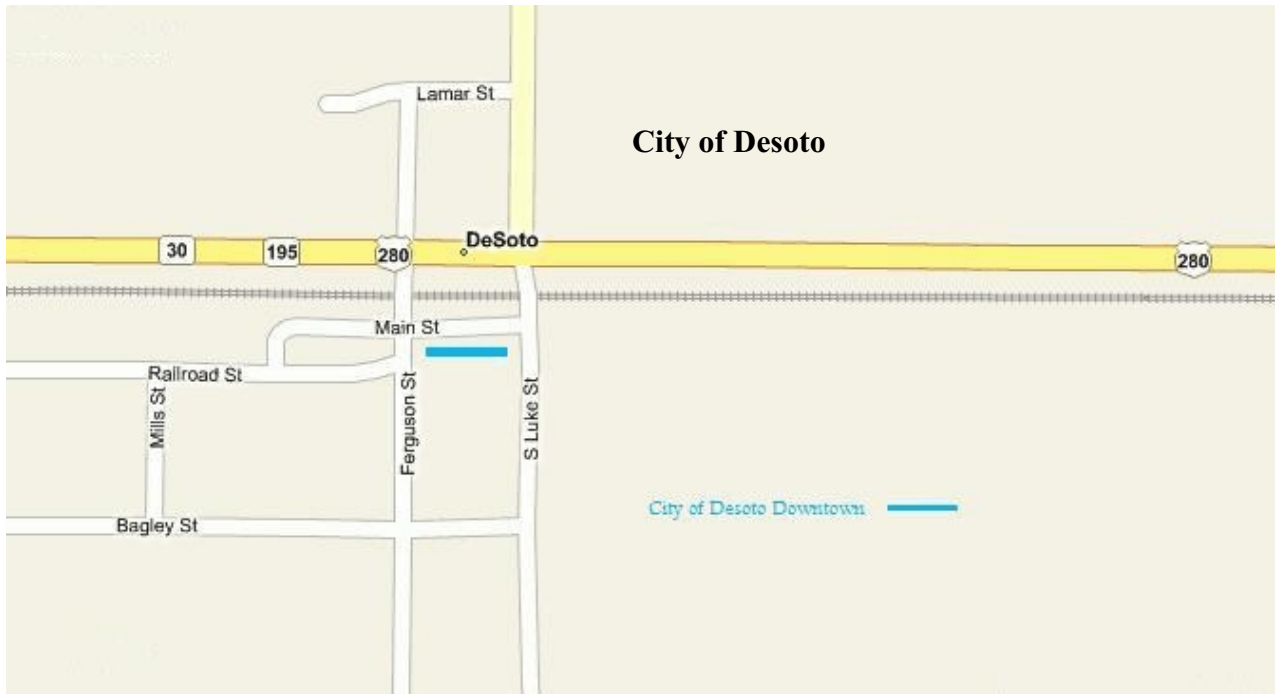 Lamar St
City of Desoto
DeSoto
30
195
280
280
Main St
Railroad St
Mills St
Ferguson St
S Luke St
City of Desoto Downtown
Bagley St